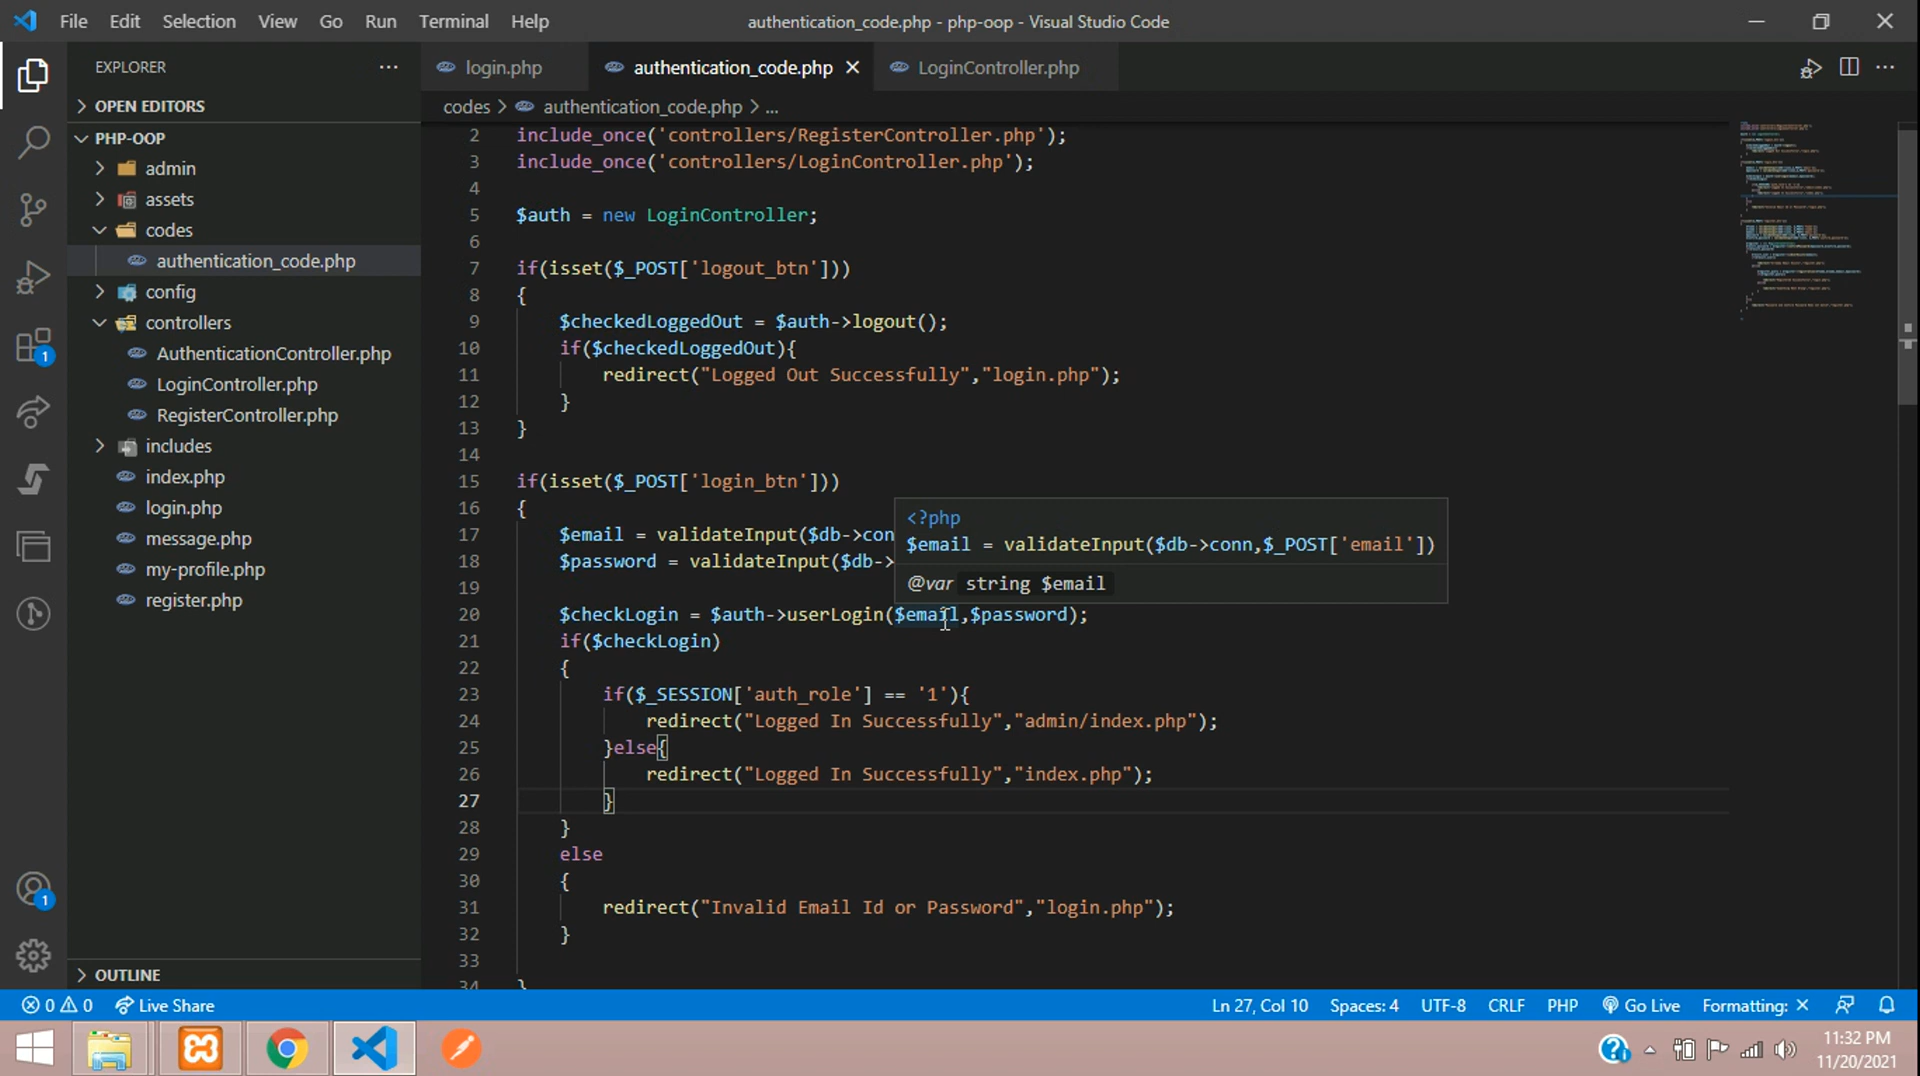 File Edit Selection View Go Run Terminal Help
authentication_code.php - php-oop - Visual Studio Code
EXPLORER
OPEN EDITORS
PHP-OOP
admin
assets
codes
authentication_code.php
config
controllers
AuthenticationController.php
LoginController.php
RegisterController.php
includes
index.php
login.php
message.php
my-profile.php
register.php
OUTLINE
1
1
login.php authentication_code.php LoginController.php
codes > authentication_code.php > ...
2 include_once('controllers/RegisterController.php');
3 include_once('controllers/LoginController.php');
4
5 $auth = new LoginController;
6
7 if(isset($_POST['logout_btn']))
8 {
9 $checkedLoggedOut = $auth->logout();
10 if($checkedLoggedOut){
11 redirect("Logged Out Successfully","login.php");
12 }
13 }
14
15 if(isset($_POST['login_btn']))
16 {
17 $email = validateInput($db->con
18 $password = validateInput($db->
19
20 $checkLogin = $auth->userLogin($email,$password);
21 if($checkLogin)
22 {
23 if($_SESSION['auth_role'] == '1'){
24 redirect("Logged In Successfully","admin/index.php");
25 }else{
26 redirect("Logged In Successfully","index.php");
27 }
28 }
29 else
30 {
31 redirect("Invalid Email Id or Password","login.php");
32 }
33
34 }
<?php
$email = validateInput($db->conn,$_POST['email'])
@var string $email
0 0 Live Share
Ln 27, Col 10 Spaces: 4 UTF-8 CRLF PHP Go Live Formatting: ×
11:32 PM
11/20/2021